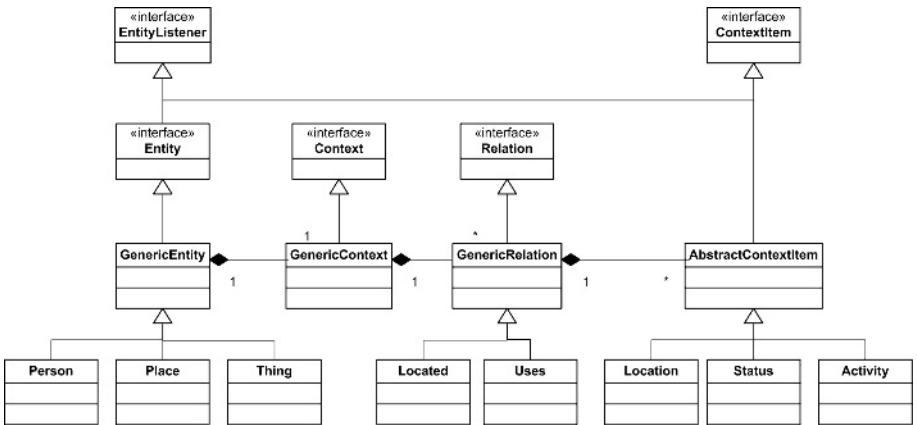 «interface»
EntityListener
«interface»
ContextItem
«interface»
Entity
«interface»
Context
«interface»
Relation
1
*
GenericEntity
GenericContext
GenericRelation
AbstractContextItem
1
1
1
*
Person
Place
Thing
Located
Uses
Location
Status
Activity